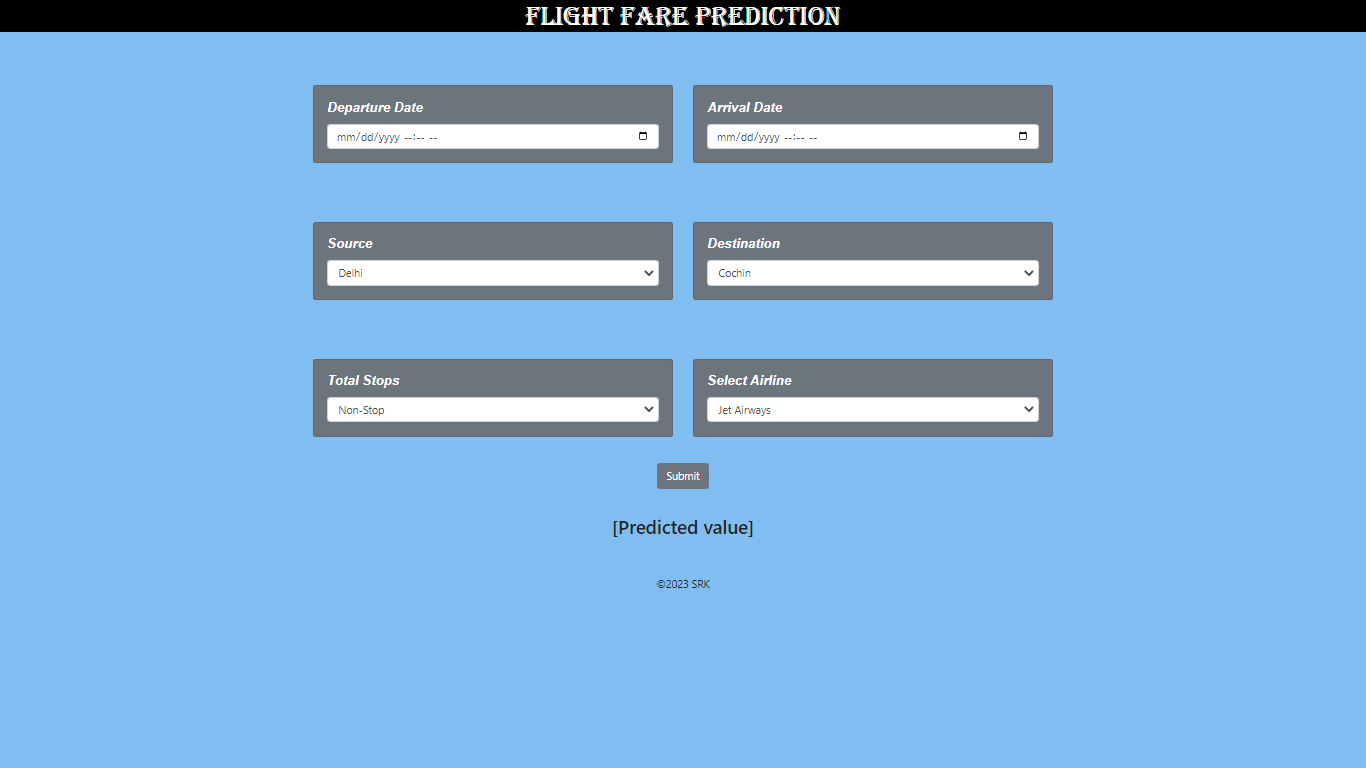 FLIGHT FARE PREDICTION
Departure Date
Arrival Date
mm/dd/yyyy --:-- --
mm/dd/yyyy --:-- --
Source
Destination
Delhi
Cochin
Total Stops
Select Airline
Non-Stop
Jet Airways
Submit
[Predicted value]
©2023 SRK